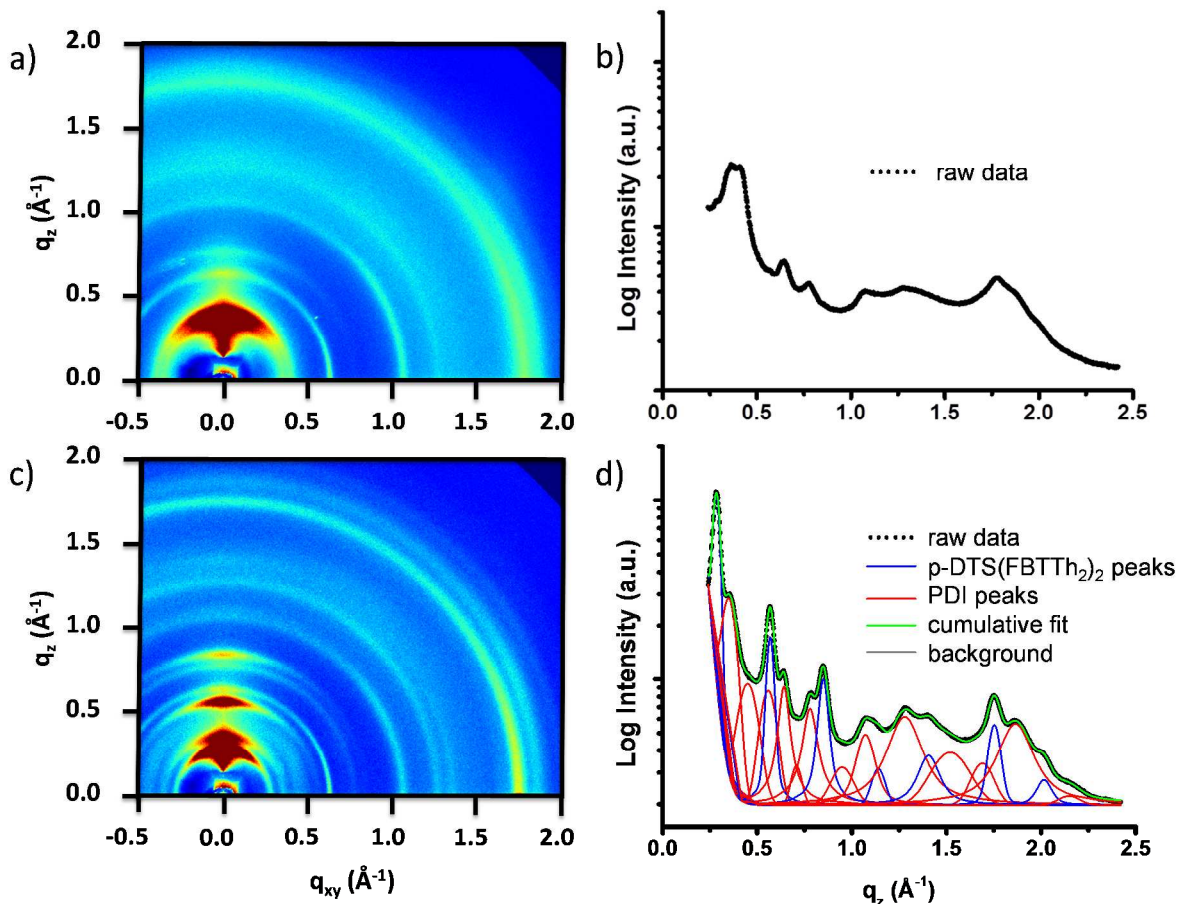 a)
2.0
1.5
1.0
0.5
0.0
q_z (Å⁻¹)
-0.5 0.0 0.5 1.0 1.5 2.0
b)
Log Intensity (a.u.)
raw data
0.0 0.5 1.0 1.5 2.0 2.5
c)
2.0
1.5
1.0
0.5
0.0
q_z (Å⁻¹)
-0.5 0.0 0.5 1.0 1.5 2.0
q_xy (Å⁻¹)
d)
Log Intensity (a.u.)
raw data
p-DTS(FBTTh₂)₂ peaks
PDI peaks
cumulative fit
background
0.0 0.5 1.0 1.5 2.0 2.5
q_z (Å⁻¹)